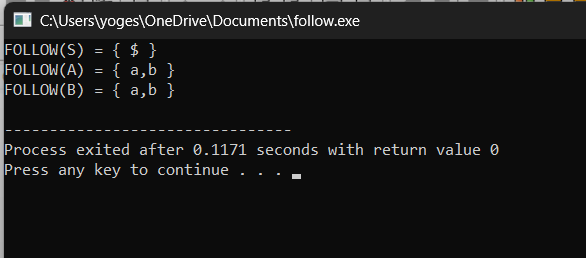 C:\Users\yoges\OneDrive\Documents\follow.exe
FOLLOW(S) = { $ }
FOLLOW(A) = { a,b }
FOLLOW(B) = { a,b }
--------------------------------
Process exited after 0.1171 seconds with return value 0
Press any key to continue . . .